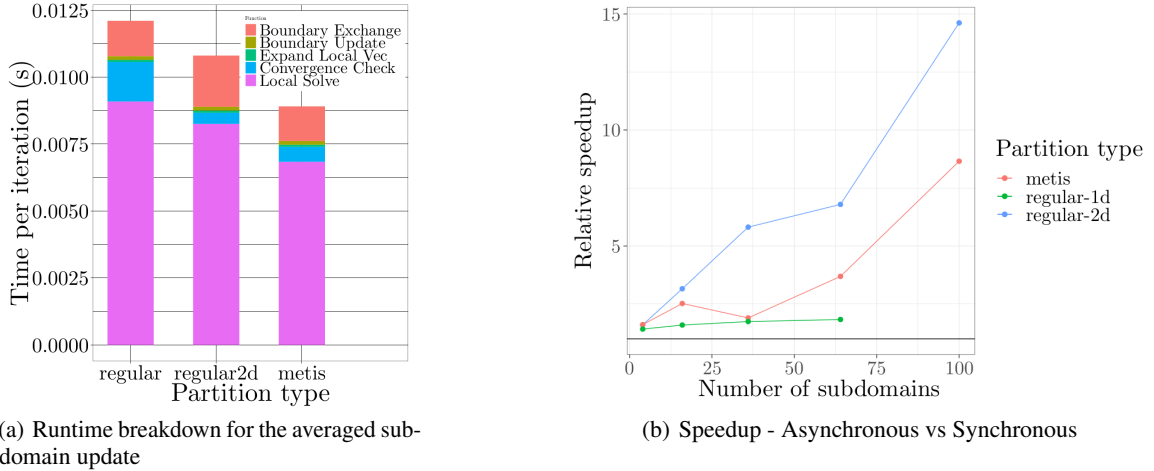 0.0125
0.0100
0.0075
0.0050
0.0025
0.0000
Time per iteration (s)
Function
Boundary Exchange
Boundary Update
Expand Local Vec
Convergence Check
Local Solve
regular regular2d metis
Partition type
(a) Runtime breakdown for the averaged sub-
domain update
15
10
5
Relative speedup
0 25 50 75 100
Number of subdomains
Partition type
metis
regular-1d
regular-2d
(b) Speedup - Asynchronous vs Synchronous